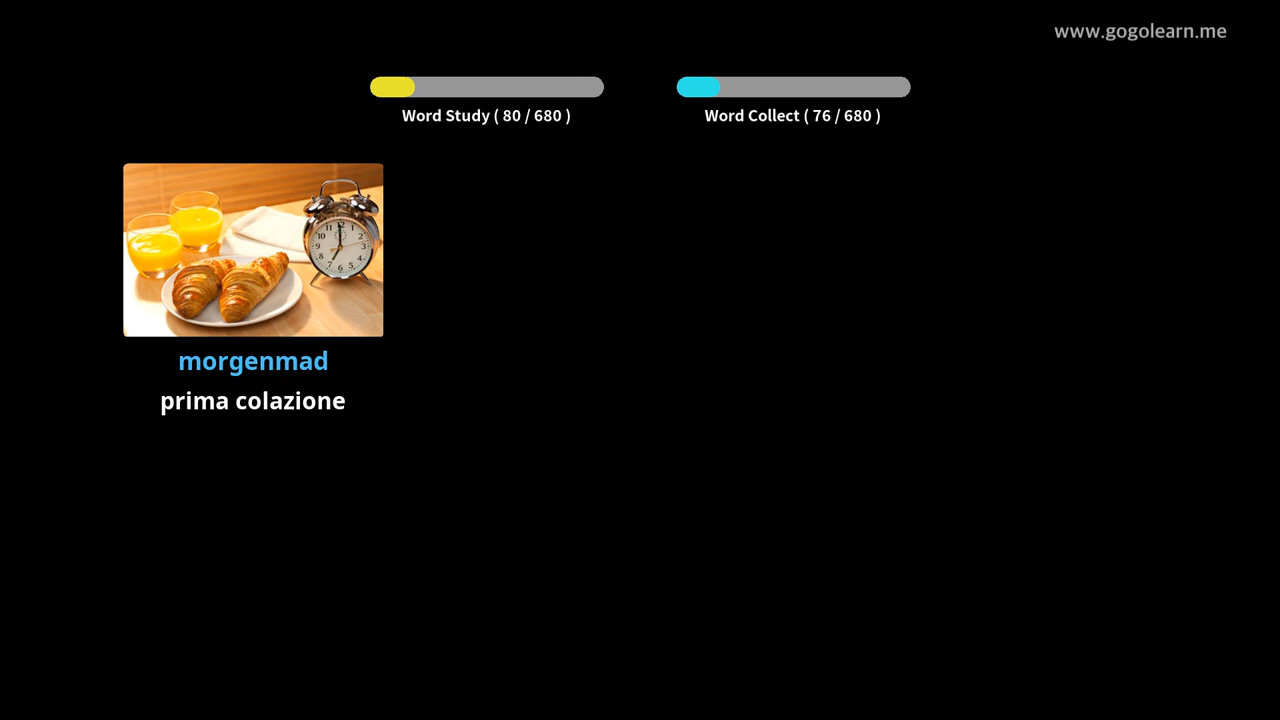 www.gogolearn.me
Word Study ( 80 / 680 )
Word Collect ( 76 / 680 )
morgenmad
prima colazione